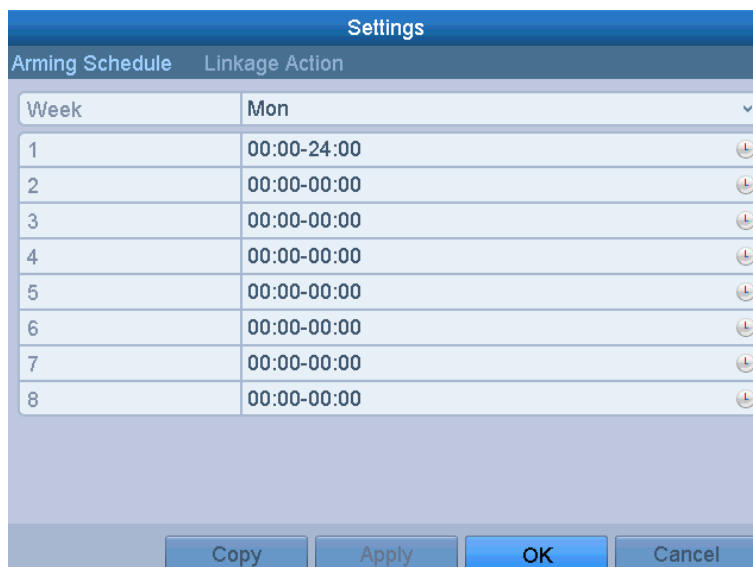 Settings
Arming Schedule Linkage Action
Week Mon
1 00:00-24:00
2 00:00-00:00
3 00:00-00:00
4 00:00-00:00
5 00:00-00:00
6 00:00-00:00
7 00:00-00:00
8 00:00-00:00
Copy Apply OK Cancel